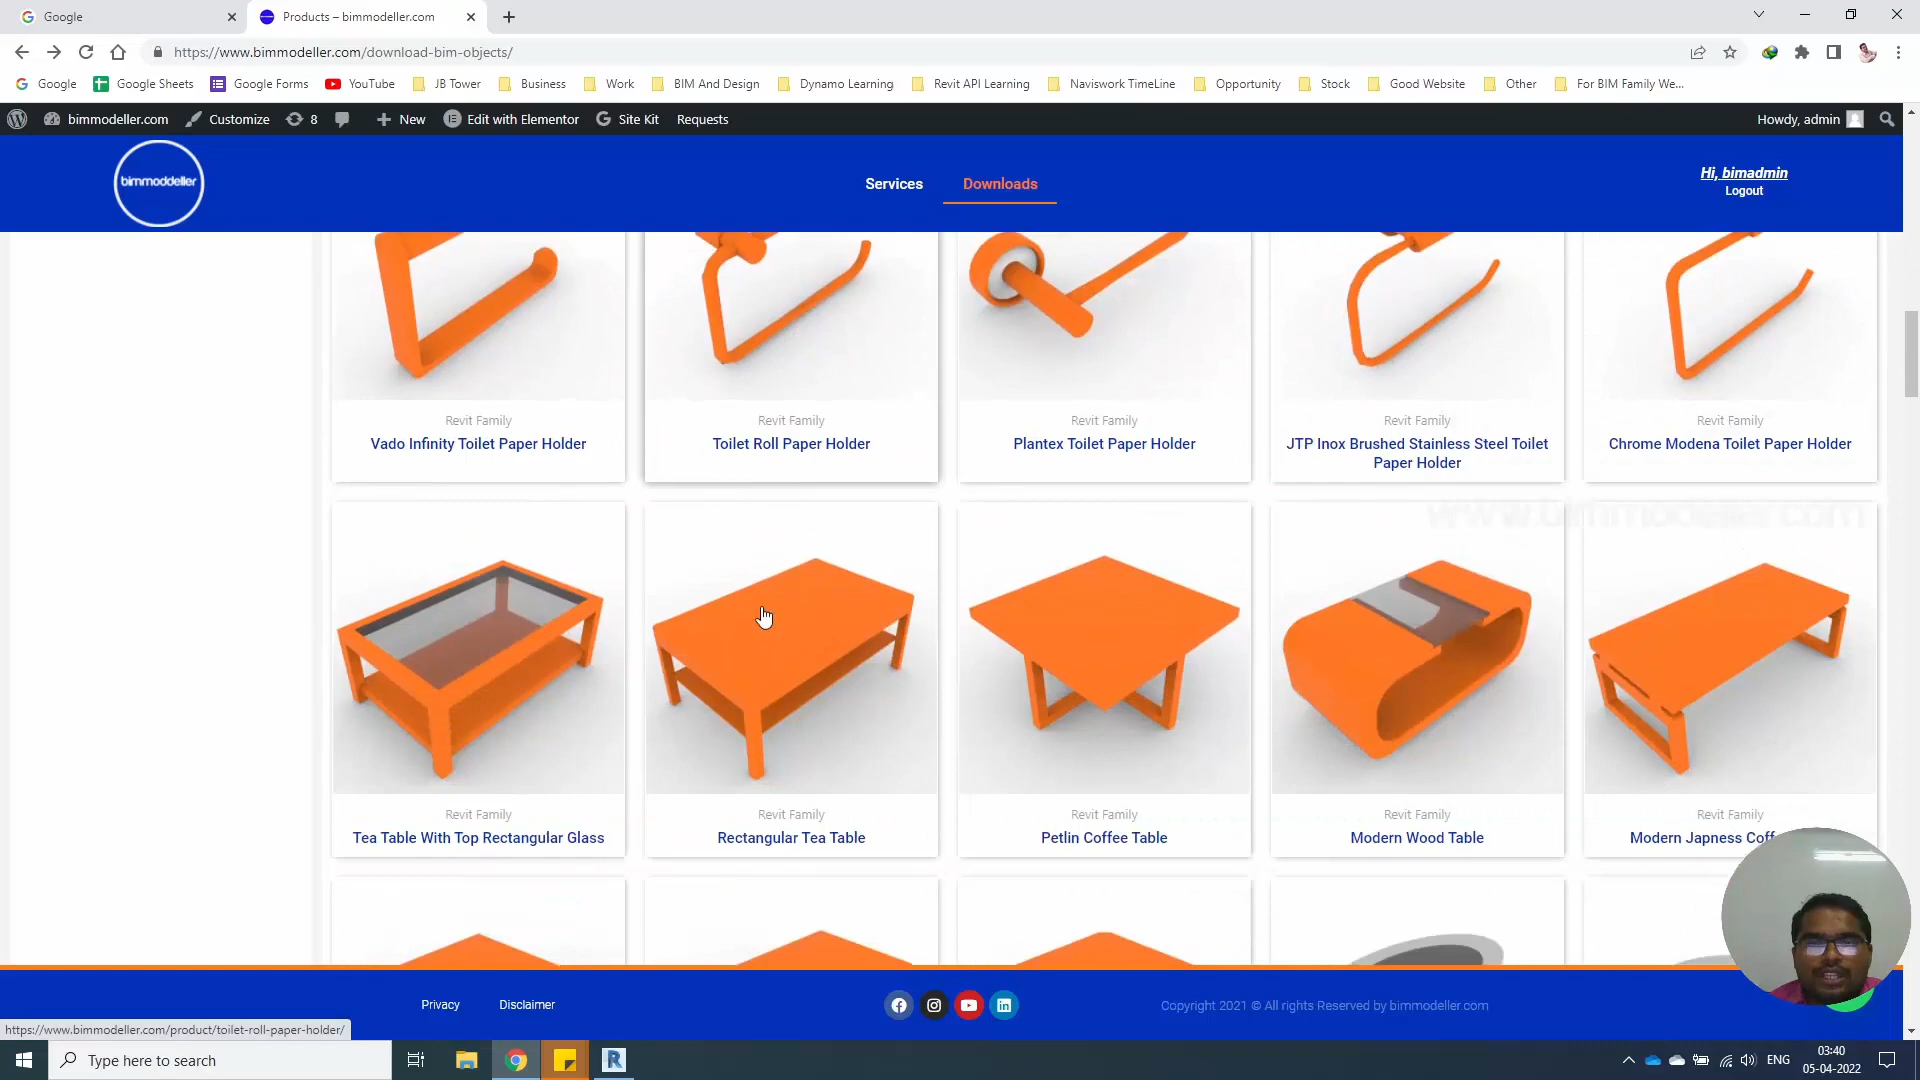 Google
Products – bimmodeller.com
https://www.bimmodeller.com/download-bim-objects/
Google
Google Sheets
Google Forms
YouTube
JB Tower
Business
Work
BIM And Design
Dynamo Learning
Revit API Learning
Naviswork TimeLine
Opportunity
Stock
Good Website
Other
For BIM Family We...
bimmodeller.com
Customize
8
New
Edit with Elementor
Site Kit
Requests
Howdy, admin
bimmoddeller
Services
Downloads
Hi, bimadmin
Logout
Revit Family
Vado Infinity Toilet Paper Holder
Revit Family
Toilet Roll Paper Holder
Revit Family
Plantex Toilet Paper Holder
Revit Family
JTP Inox Brushed Stainless Steel Toilet
Paper Holder
Revit Family
Chrome Modena Toilet Paper Holder
www.bimmodeller.com
Revit Family
Tea Table With Top Rectangular Glass
Revit Family
Rectangular Tea Table
Revit Family
Petlin Coffee Table
Revit Family
Modern Wood Table
Revit Family
Modern Japness Coff
Privacy
Disclaimer
Copyright 2021 © All rights Reserved by bimmodeller.com
https://www.bimmodeller.com/product/toilet-roll-paper-holder/
Type here to search
R
ENG
03:40
05-04-2022